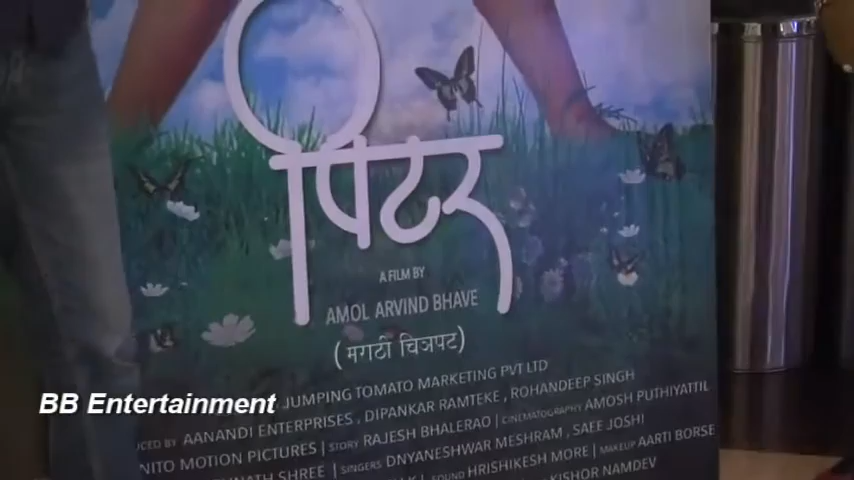 पिटर
A FILM BY
AMOL ARVIND BHAVE
(मराठी चित्रपट)
JUMPING TOMATO MARKETING PVT LTD
BY AANANDI ENTERPRISES, DIPANKAR RAMTEKE, ROHANDEEP SINGH
MOTION PICTURES | STORY RAJESH BHALERAO | CINEMATOGRAPHY AMOSH PUTHIYATTIL
SHREE | SINGERS DNYANESHWAR MESHRAM, SAEE JOSHI
SOUND HRISHIKESH MORE | MAKEUP AARTI BORSE
KISHOR NAMDEV
BB Entertainment